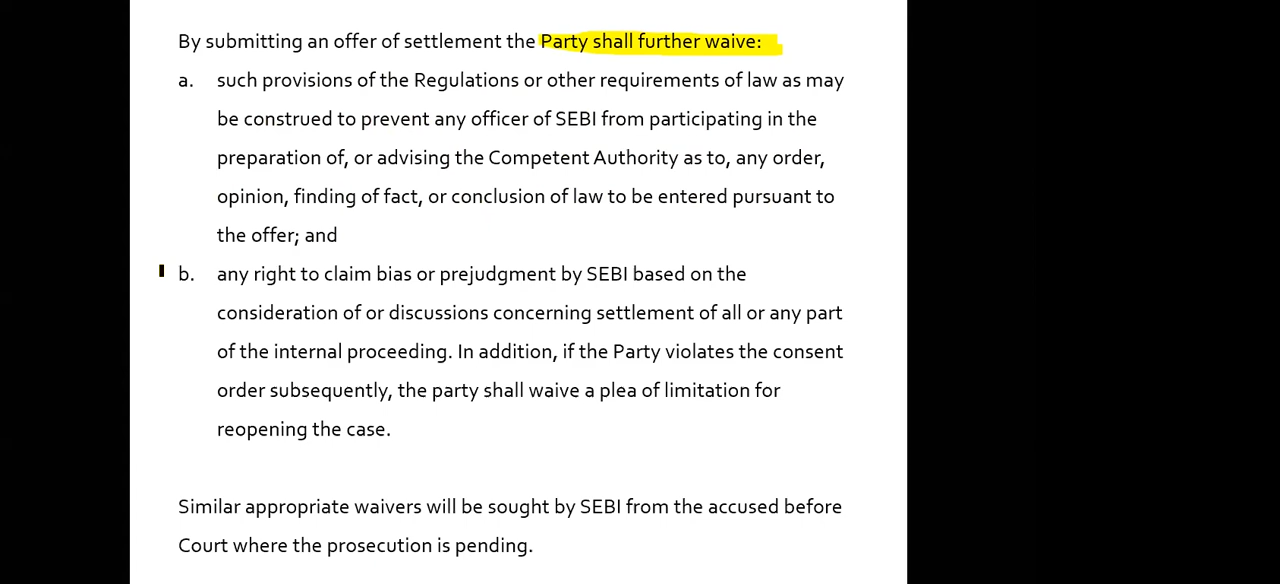 By submitting an offer of settlement the Party shall further waive:
a. such provisions of the Regulations or other requirements of law as may
be construed to prevent any officer of SEBI from participating in the
preparation of, or advising the Competent Authority as to, any order,
opinion, finding of fact, or conclusion of law to be entered pursuant to
the offer; and
b. any right to claim bias or prejudgment by SEBI based on the
consideration of or discussions concerning settlement of all or any part
of the internal proceeding. In addition, if the Party violates the consent
order subsequently, the party shall waive a plea of limitation for
reopening the case.
Similar appropriate waivers will be sought by SEBI from the accused before
Court where the prosecution is pending.